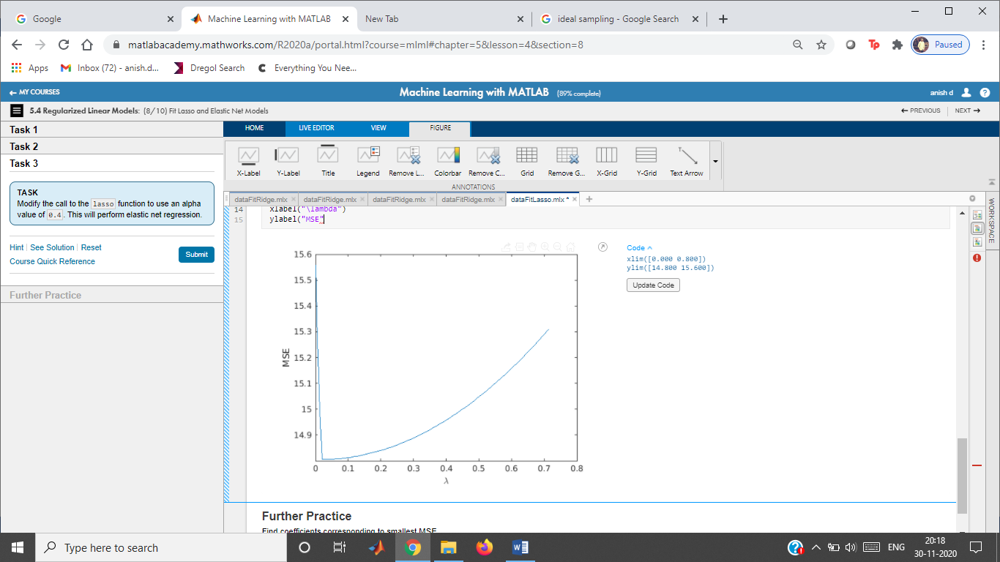 Google
Machine Learning with MATLAB
New Tab
ideal sampling - Google Search
matlabacademy.mathworks.com/R2020a/portal.html?course=mlml#chapter=5&lesson=4&section=8
Paused
Apps
Inbox (72) - anish.d...
Dregol Search
Everything You Nee...
MY COURSES
Machine Learning with MATLAB (89% complete)
anish d
5.4 Regularized Linear Models: (8/10) Fit Lasso and Elastic Net Models
PREVIOUS
NEXT
Task 1
Task 2
Task 3
TASK
Modify the call to the lasso function to use an alpha
value of 0.4. This will perform elastic net regression.
Hint | See Solution | Reset
Course Quick Reference
Submit
Further Practice
HOME
LIVE EDITOR
VIEW
FIGURE
X-Label
Y-Label
Title
Legend
Remove L...
Colorbar
Remove C...
Grid
Remove G...
X-Grid
Y-Grid
Text Arrow
ANNOTATIONS
dataFitRidge.mlx
dataFitRidge.mlx
dataFitRidge.mlx
dataFitRidge.mlx
dataFitLasso.mlx *
WORKSPACE
14 xlabel("\lambda")
15 ylabel("MSE"
15.6
15.5
15.4
15.3
15.2
15.1
15
14.9
MSE
0 0.1 0.2 0.3 0.4 0.5 0.6 0.7 0.8
λ
Code
xlim([0.000 0.800])
ylim([14.800 15.600])
Update Code
Further Practice
Find coefficients corresponding to smallest MSE
Type here to search
ENG
20:18
30-11-2020